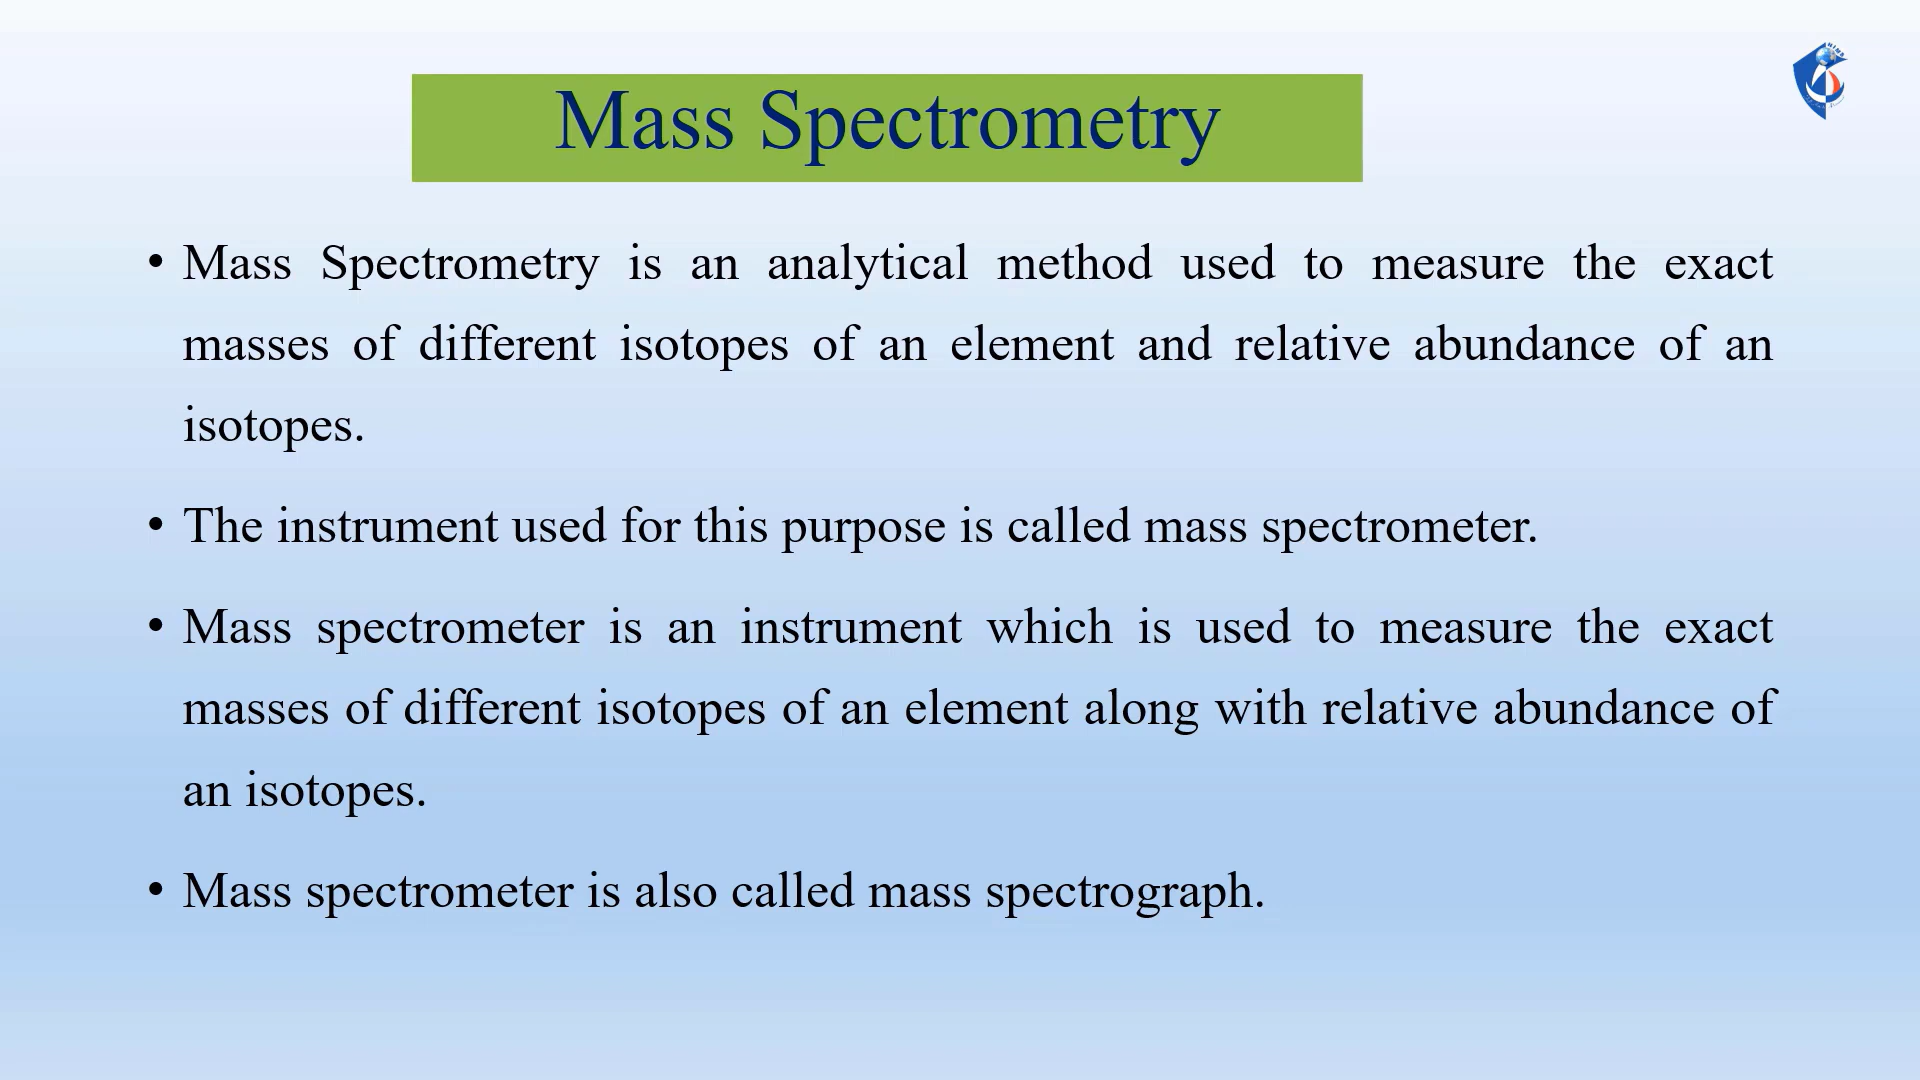 Mass Spectrometry
• Mass Spectrometry is an analytical method used to measure the exact
masses of different isotopes of an element and relative abundance of an
isotopes.
• The instrument used for this purpose is called mass spectrometer.
• Mass spectrometer is an instrument which is used to measure the exact
masses of different isotopes of an element along with relative abundance of
an isotopes.
• Mass spectrometer is also called mass spectrograph.